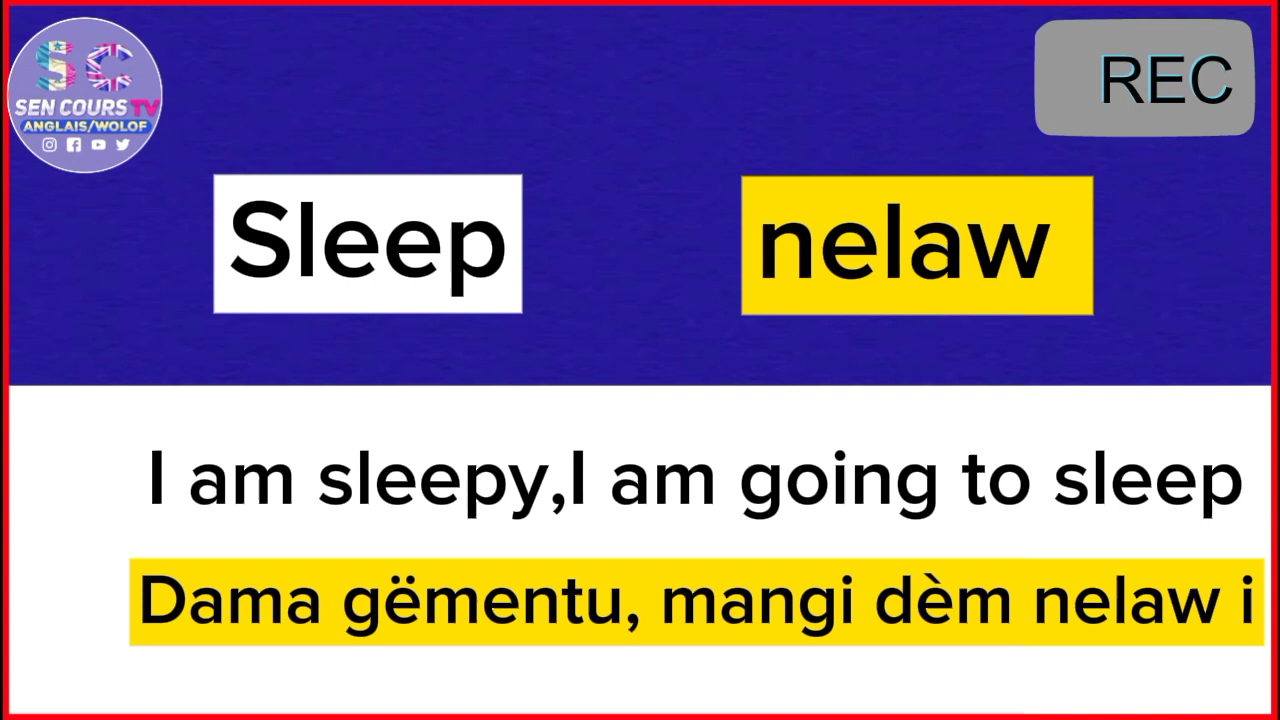 SC
SEN COURS TV
ANGLAIS/WOLOF
REC
Sleep
nelaw
I am sleepy,I am going to sleep
Dama gëmentu, mangi dèm nelaw i